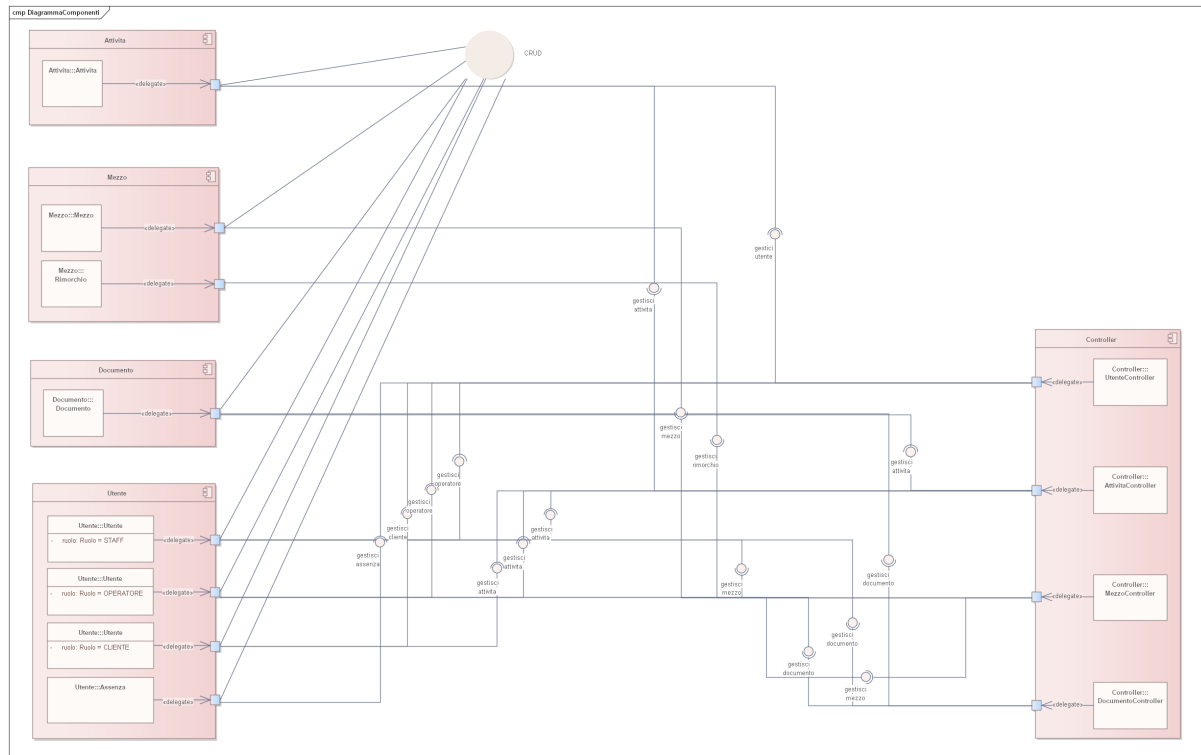 cmp DiagrammaComponenti
Attivita
Attivita:::Attivita
«delegate»
CRUD
Mezzo
Mezzo:::Mezzo
«delegate»
Mezzo:::
Rimorchio
«delegate»
gestici
utente
gestisci
attivita
Documento
Documento:::
Documento
«delegate»
gestisci
mezzo
gestisci
rimorchio
gestisci
attivita
gestisci
operatore
gestisci
operatore
gestisci
cliente
gestisci
assenza
gestisci
attivita
gestisci
attivita
gestisci
attivita
gestisci
mezzo
gestisci
documento
gestisci
documento
gestisci
documento
gestisci
mezzo
Utente
Utente:::Utente
- ruolo: Ruolo = STAFF
«delegate»
Utente:::Utente
- ruolo: Ruolo = OPERATORE
«delegate»
Utente:::Utente
- ruolo: Ruolo = CLIENTE
«delegate»
Utente:::Assenza
«delegate»
Controller
Controller:::
UtenteController
«delegate»
Controller:::
AttivitaController
«delegate»
Controller:::
MezzoController
«delegate»
Controller:::
DocumentoController
«delegate»